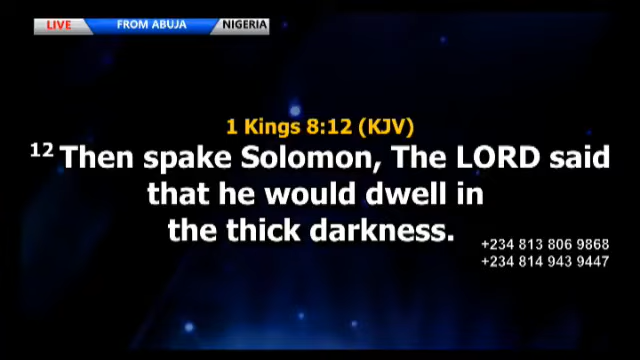 LIVE FROM ABUJA NIGERIA
1 Kings 8:12 (KJV)
12 Then spake Solomon, The LORD said
that he would dwell in
the thick darkness.
+234 813 806 9868
+234 814 943 9447